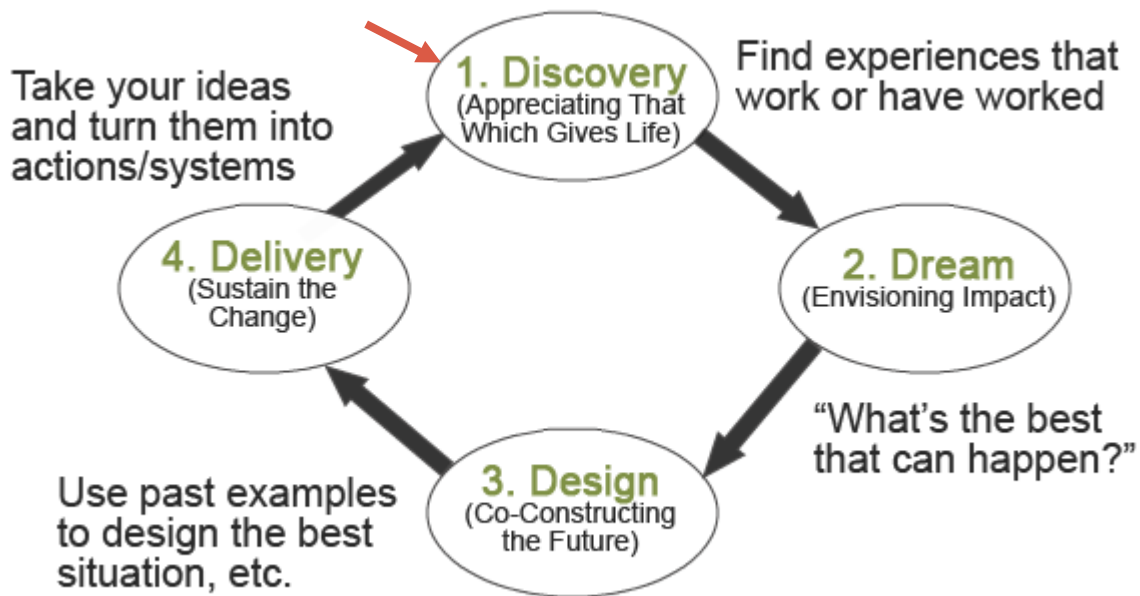 1. Discovery
(Appreciating That
Which Gives Life)
Find experiences that
work or have worked
2. Dream
(Envisioning Impact)
“What’s the best
that can happen?”
3. Design
(Co-Constructing
the Future)
Use past examples
to design the best
situation, etc.
4. Delivery
(Sustain the
Change)
Take your ideas
and turn them into
actions/systems